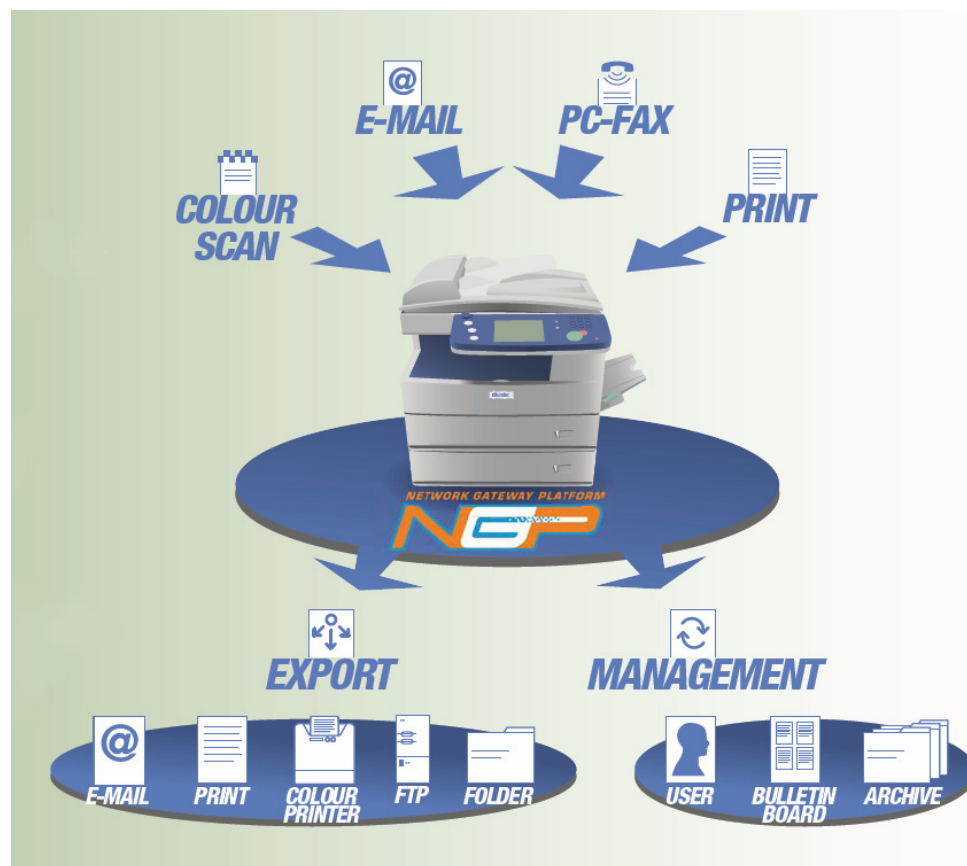 @
E-MAIL
PC-FAX
COLOUR
SCAN
PRINT
NETWORK GATEWAY PLATFORM
NGP
EXPORT
MANAGEMENT
@
E-MAIL
PRINT
COLOUR
PRINTER
FTP
FOLDER
USER
BULLETIN
BOARD
ARCHIVE